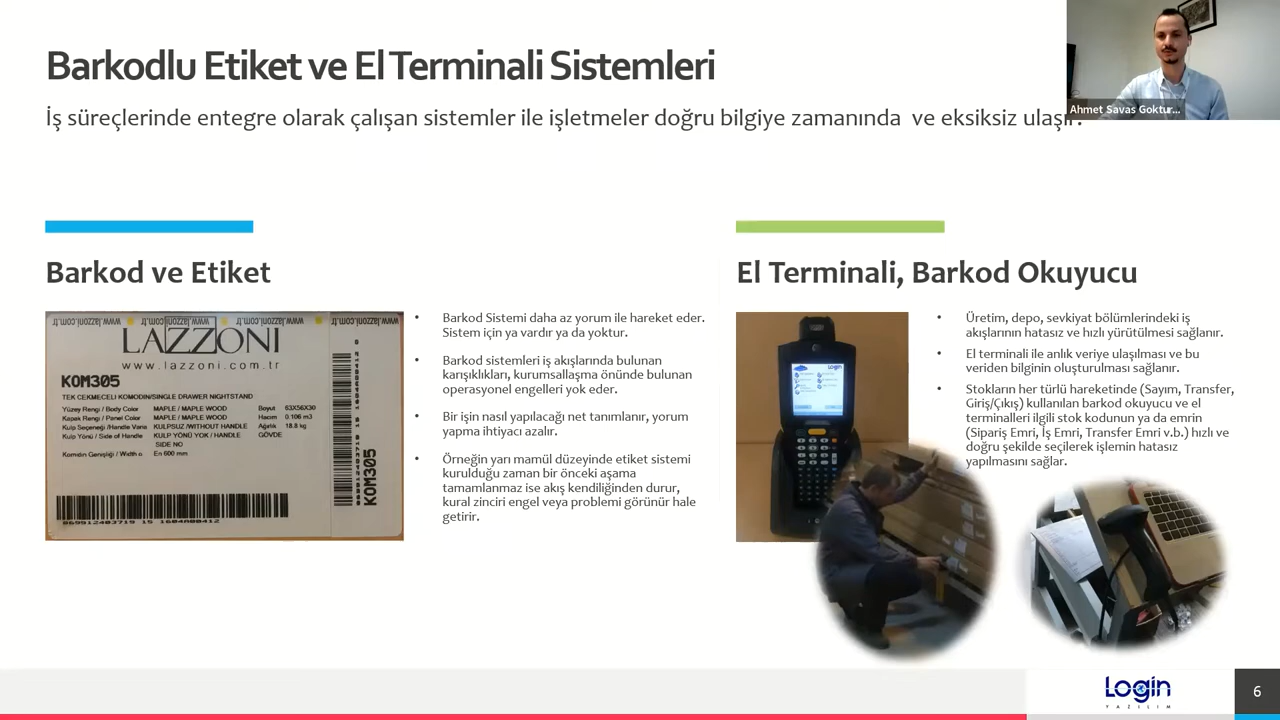 Barkodlu Etiket ve El Terminali Sistemleri
İş süreçlerinde entegre olarak çalışan sistemler ile işletmeler doğru bilgiye zamanında ve eksiksiz ulaşır.
Ahmet Savas Goktur...
Barkod ve Etiket
LAZZONI
www.lazzoni.com.tr
KOM305
TEK CEKMECELI KOMODIN/SINGLE DRAWER NIGHTSTAND
Yüzey Rengi / Body Color MAPLE / MAPLE WOOD Boyut 63X56X30
Kapak Rengi / Panel Color MAPLE / MAPLE WOOD Hacim 0.106 m3
Kulp Seçeneği /Handle Varia KULPSUZ /WITHOUT HANDLE Ağırlık 18.8 kg
Kulp Yönü / Side of Handle KULP YÖNÜ YOK / HANDLE GÖVDE
SIDE NO
Komidin Genişliği / Width o En 600 mm
KOM305
Barkod Sistemi daha az yorum ile hareket eder.
Sistem için ya vardır ya da yoktur.
Barkod sistemleri iş akışlarında bulunan
karışıklıkları, kurumsallaşma önünde bulunan
operasyonel engelleri yok eder.
Bir işin nasıl yapılacağı net tanımlanır, yorum
yapma ihtiyacı azalır.
Örneğin yarı mamül düzeyinde etiket sistemi
kurulduğu zaman bir önceki aşama
tamamlanmaz ise akış kendiliğinden durur,
kural zinciri engel veya problemi görünür hale
getirir.
El Terminali, Barkod Okuyucu
Login
Üretim, depo, sevkiyat bölümlerindeki iş
akışlarının hatasız ve hızlı yürütülmesi sağlanır.
El terminali ile anlık veriye ulaşılması ve bu
veriden bilginin oluşturulması sağlanır.
Stokların her türlü hareketinde (Sayım, Transfer,
Giriş/Çıkış) kullanılan barkod okuyucu ve el
terminalleri ilgili stok kodunun ya da emrin
(Sipariş Emri, İş Emri, Transfer Emri v.b.) hızlı ve
doğru şekilde seçilerek işlemin hatasız
yapılmasını sağlar.
Login
YAZILIM
6